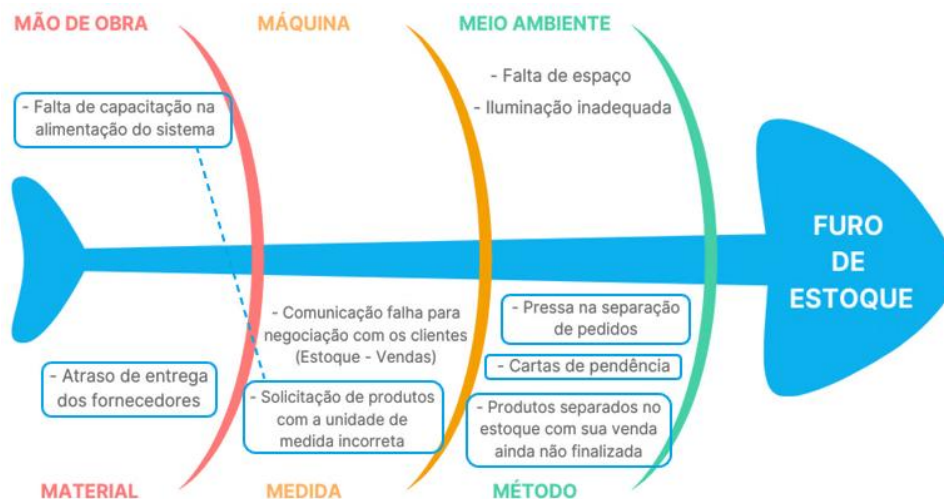 MÃO DE OBRA
MÁQUINA
MEIO AMBIENTE
- Falta de capacitação na
alimentação do sistema
- Falta de espaço
- Iluminação inadequada
FURO
DE
ESTOQUE
- Atraso de entrega
dos fornecedores
- Comunicação falha para
negociação com os clientes
(Estoque - Vendas)
- Solicitação de produtos
com a unidade de
medida incorreta
- Pressa na separação
de pedidos
- Cartas de pendência
- Produtos separados no
estoque com sua venda
ainda não finalizada
MATERIAL
MEDIDA
MÉTODO